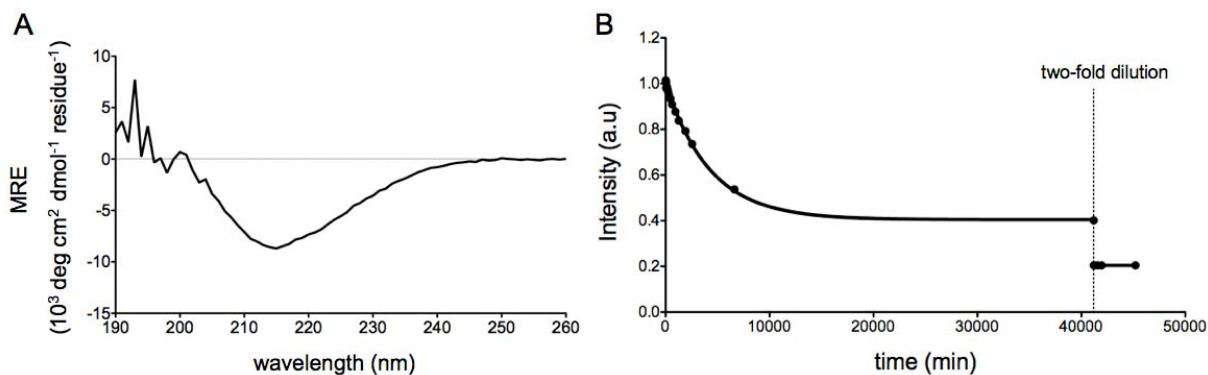 A
10
5
0
-5
-10
-15
190 200 210 220 230 240 250 260
wavelength (nm)
MRE
(10³ deg cm² dmol⁻¹ residue⁻¹)
B
1.2
1.0
0.8
0.6
0.4
0.2
0.0
0 10000 20000 30000 40000 50000
time (min)
Intensity (a.u)
two-fold dilution